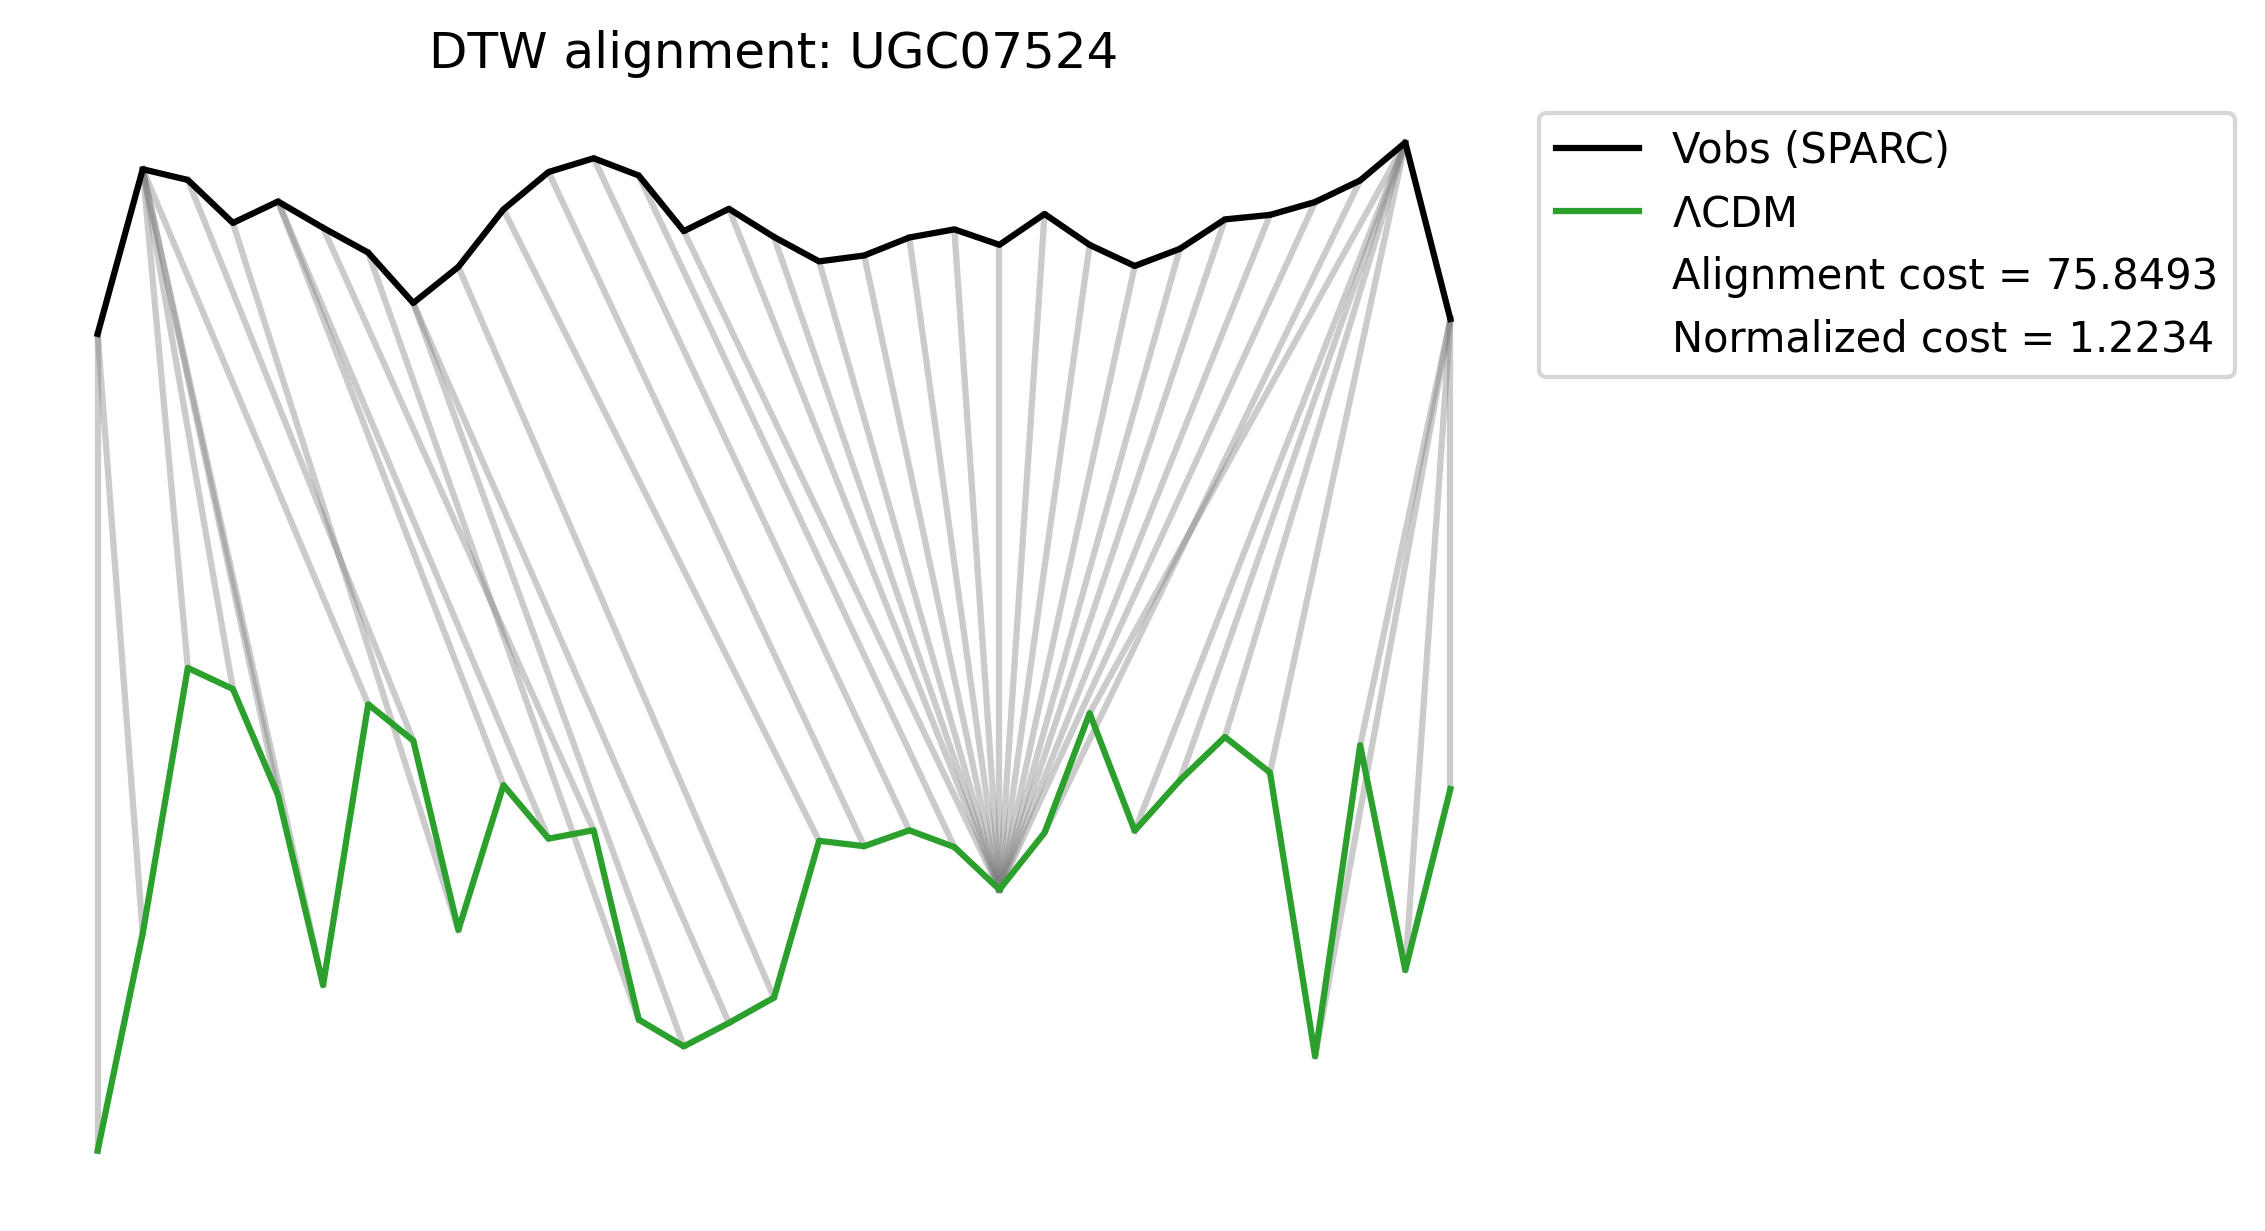 DTW alignment: UGC07524
Vobs (SPARC)
ΛCDM
Alignment cost = 75.8493
Normalized cost = 1.2234